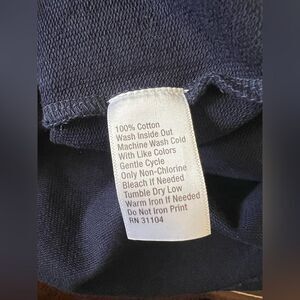 100% Cotton
Wash Inside Out
Machine Wash Cold
With Like Colors
Gentle Cycle
Only Non-Chlorine
Bleach If Needed
Tumble Dry Low
Warm Iron If Needed
Do Not Iron Print
RN 31104